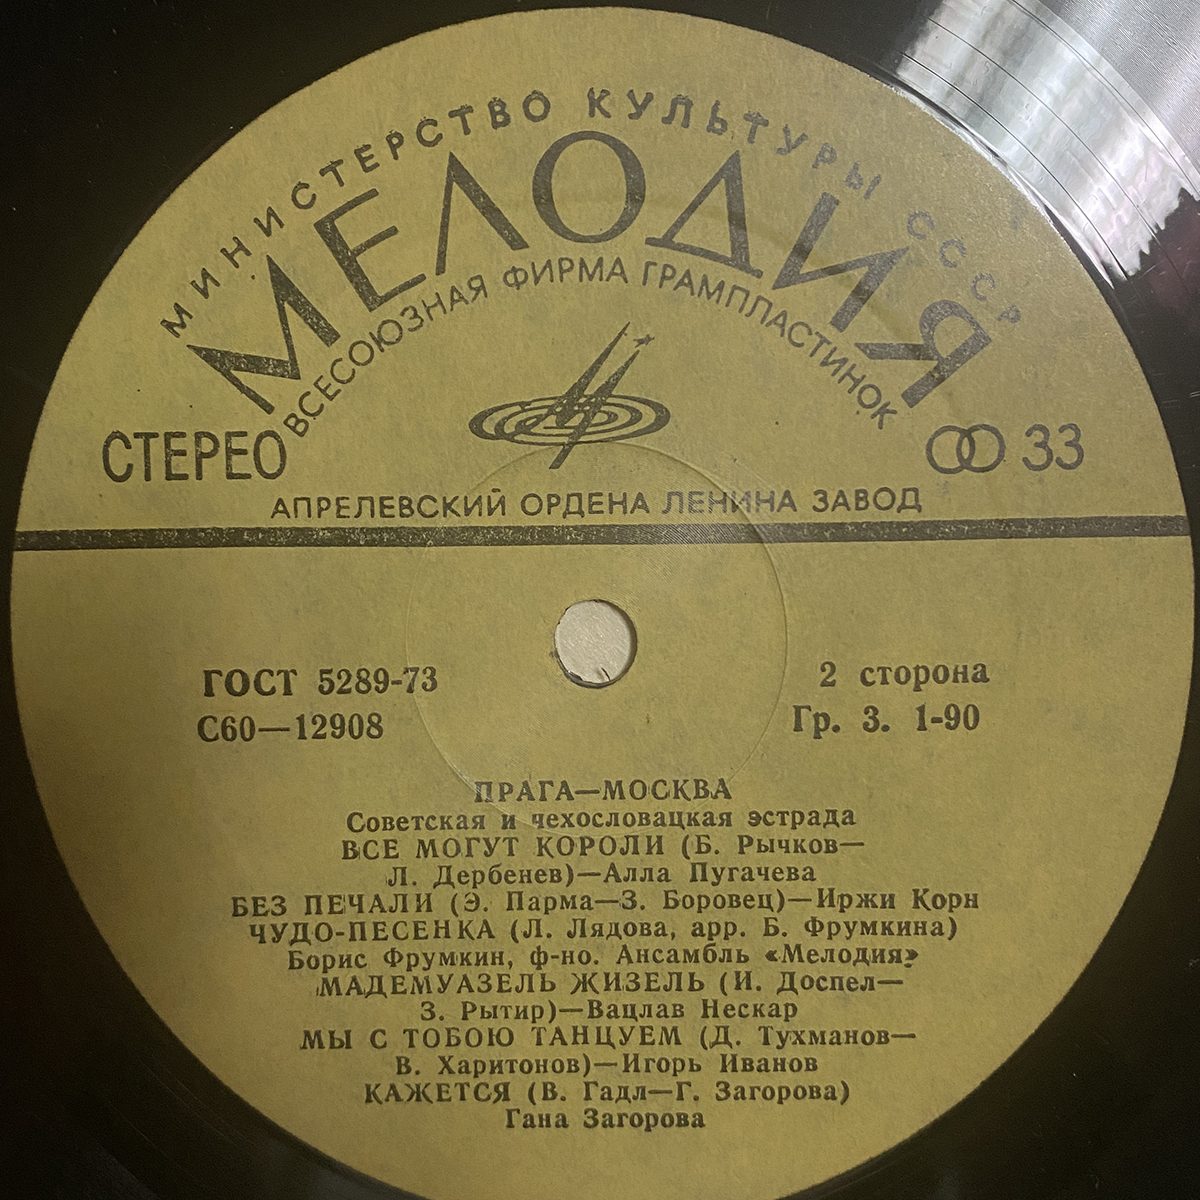 МИНИСТЕРСТВО КУЛЬТУРЫ СССР
МЕЛОДИЯ
ВСЕСОЮЗНАЯ ФИРМА ГРАМПЛАСТИНОК
СТЕРЕО
33
АПРЕЛЕВСКИЙ ОРДЕНА ЛЕНИНА ЗАВОД
ГОСТ 5289-73
2 сторона
С60—12908
Гр. 3. 1-90
ПРАГА—МОСКВА
Советская и чехословацкая эстрада
ВСЕ МОГУТ КОРОЛИ (Б. Рычков—
Л. Дербенев)—Алла Пугачева
БЕЗ ПЕЧАЛИ (Э. Парма—З. Боровец)—Иржи Корн
ЧУДО-ПЕСЕНКА (Л. Лядова, арр. Б. Фрумкина)
Борис Фрумкин, ф-но. Ансамбль «Мелодия»
МАДЕМУАЗЕЛЬ ЖИЗЕЛЬ (И. Доспел—
З. Рытир)—Вацлав Нескар
МЫ С ТОБОЮ ТАНЦУЕМ (Д. Тухманов—
В. Харитонов)—Игорь Иванов
КАЖЕТСЯ (В. Гадл—Г. Загорова)
Гана Загорова